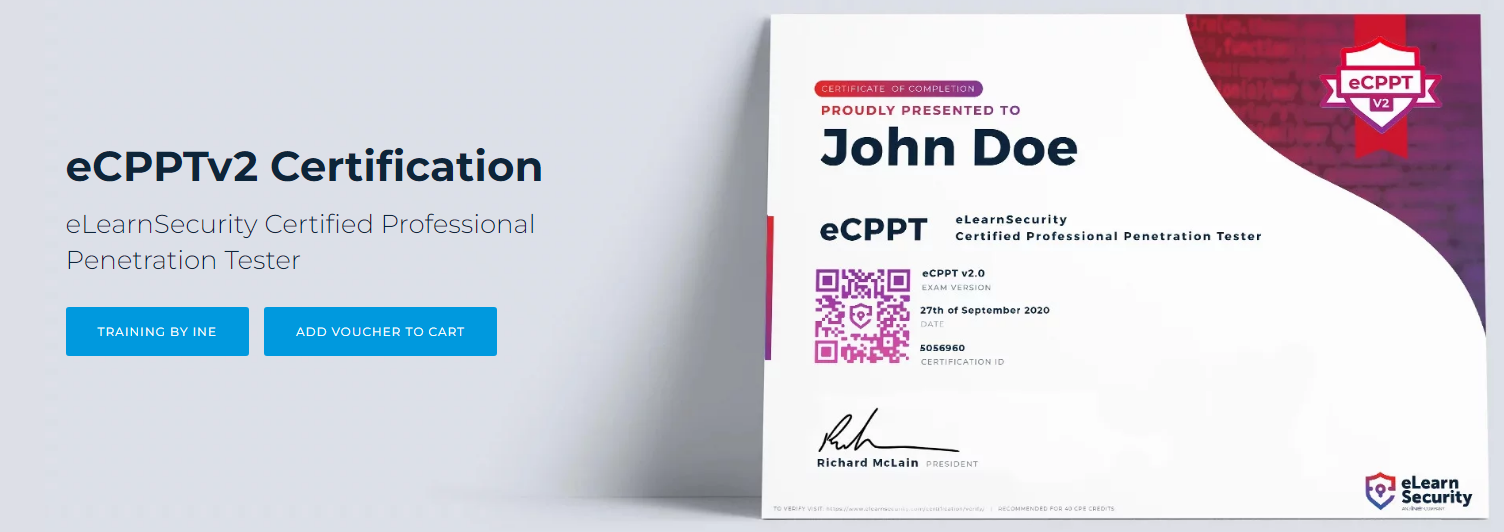 eCPPTv2 Certification
eLearnSecurity Certified Professional
Penetration Tester
TRAINING BY INE
ADD VOUCHER TO CART
CERTIFICATE OF COMPLETION
PROUDLY PRESENTED TO
John Doe
eCPPT
eLearnSecurity
Certified Professional Penetration Tester
eCPPT v2.0
EXAM VERSION
27th of September 2020
DATE
5056960
CERTIFICATION ID
Richard McLain PRESIDENT
TO VERIFY VISIT: https://www.elearnsecurity.com/certification/verify/ | RECOMMENDED FOR 40 CPE CREDITS
eCPPT
V2
eLearn
Security